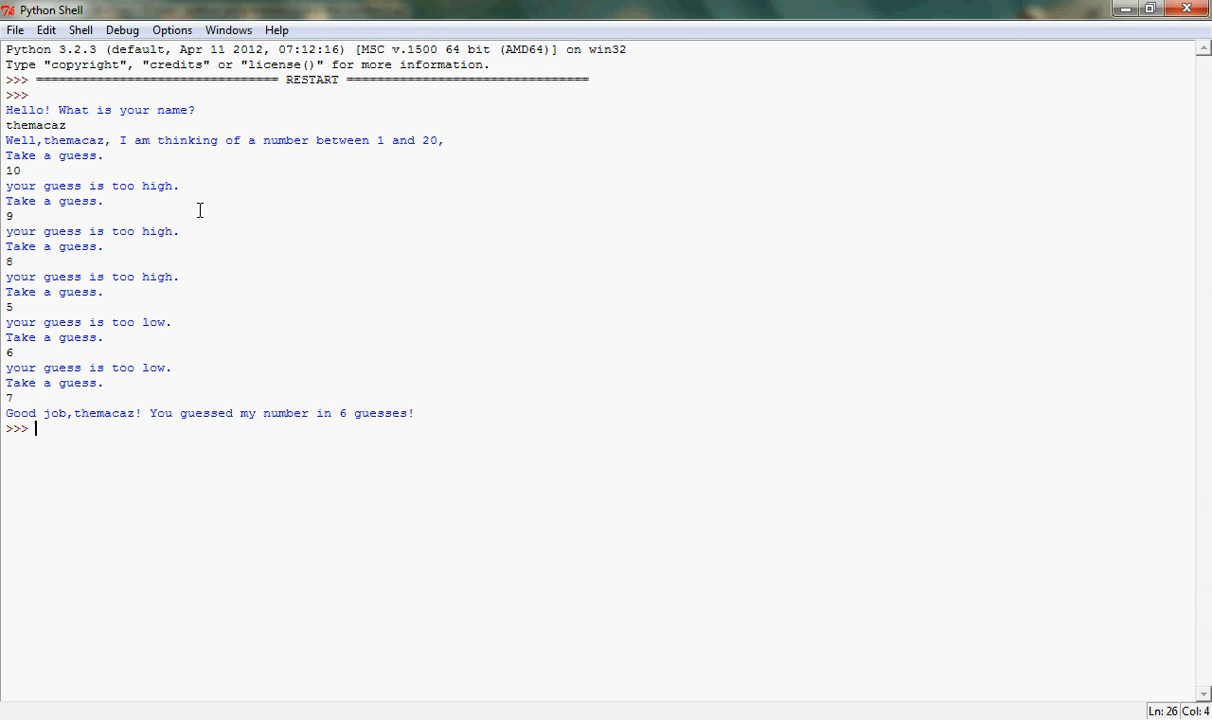 Python Shell
File Edit Shell Debug Options Windows Help
Python 3.2.3 (default, Apr 11 2012, 07:12:16) [MSC v.1500 64 bit (AMD64)] on win32
Type "copyright", "credits" or "license()" for more information.
>>> ================================ RESTART ================================
>>>
Hello! What is your name?
themacaz
Well,themacaz, I am thinking of a number between 1 and 20,
Take a guess.
10
your guess is too high.
Take a guess.
9
your guess is too high.
Take a guess.
8
your guess is too high.
Take a guess.
5
your guess is too low.
Take a guess.
6
your guess is too low.
Take a guess.
7
Good job,themacaz! You guessed my number in 6 guesses!
>>>
Ln: 26 Col: 4